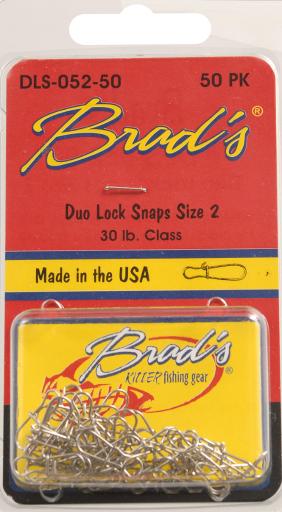 DLS-052-50 50 PK
Brad's®
Duo Lock Snaps Size 2
30 lb. Class
Made in the USA
Brad's®
KILLER fishing gear